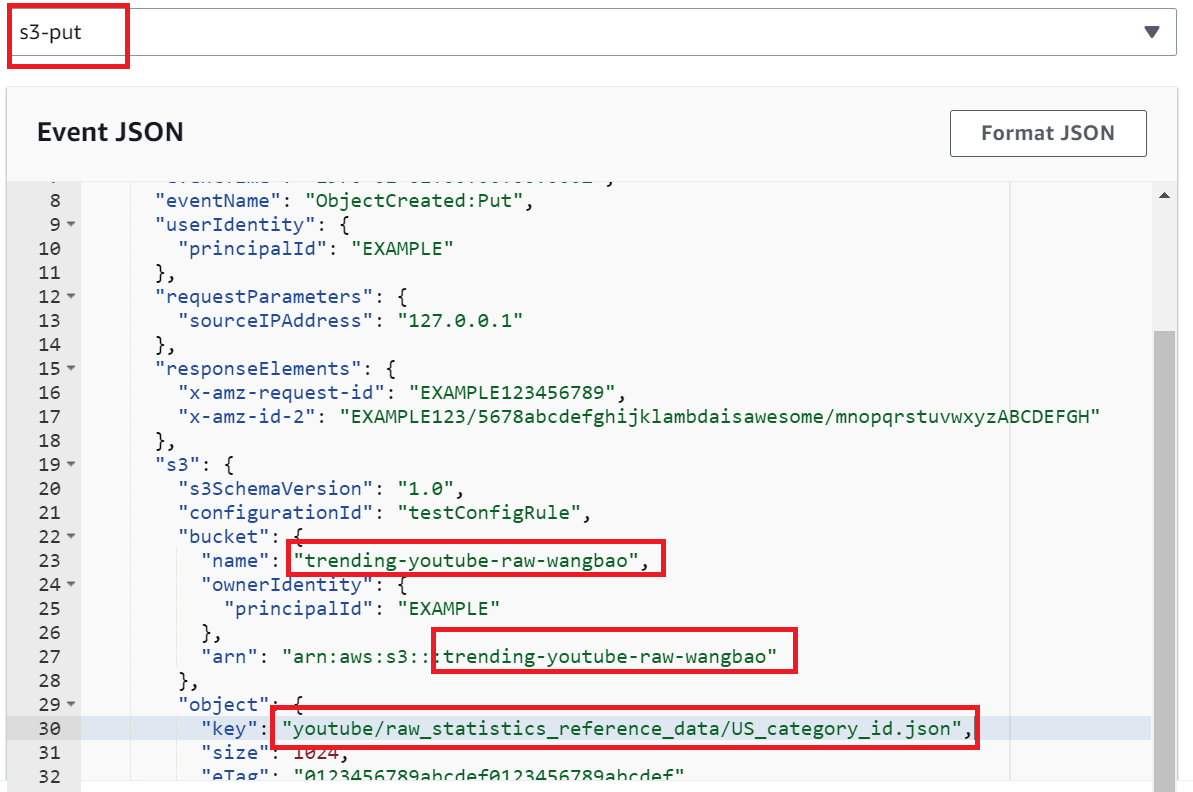 s3-put
Event JSON
Format JSON
8 "eventName": "ObjectCreated:Put",
9 "userIdentity": {
10 "principalId": "EXAMPLE"
11 },
12 "requestParameters": {
13 "sourceIPAddress": "127.0.0.1"
14 },
15 "responseElements": {
16 "x-amz-request-id": "EXAMPLE123456789",
17 "x-amz-id-2": "EXAMPLE123/5678abcdefghijklambdaisawesome/mnopqrstuvwxyzABCDEFGH"
18 },
19 "s3": {
20 "s3SchemaVersion": "1.0",
21 "configurationId": "testConfigRule",
22 "bucket": {
23 "name": "trending-youtube-raw-wangbao",
24 "ownerIdentity": {
25 "principalId": "EXAMPLE"
26 },
27 "arn": "arn:aws:s3:::trending-youtube-raw-wangbao"
28 },
29 "object": {
30 "key": "youtube/raw_statistics_reference_data/US_category_id.json",
31 "size": 1024,
32 "eTag": "0123456789abcdef0123456789abcdef"